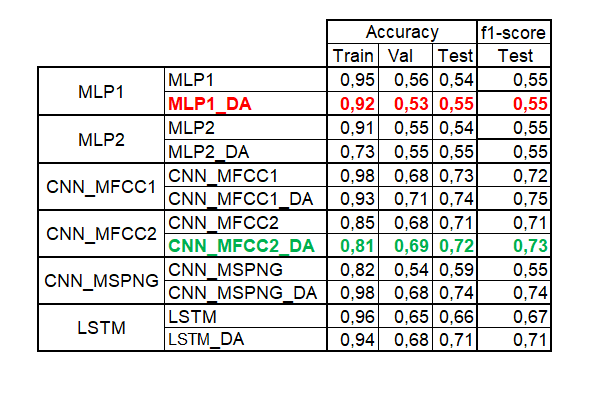 Accuracy f1-score
Train Val Test Test
MLP1 MLP1 0,95 0,56 0,54 0,55
MLP1_DA 0,92 0,53 0,55 0,55
MLP2 MLP2 0,91 0,55 0,54 0,55
MLP2_DA 0,73 0,55 0,55 0,55
CNN_MFCC1 CNN_MFCC1 0,98 0,68 0,73 0,72
CNN_MFCC1_DA 0,93 0,71 0,74 0,75
CNN_MFCC2 CNN_MFCC2 0,85 0,68 0,71 0,71
CNN_MFCC2_DA 0,81 0,69 0,72 0,73
CNN_MSPNG CNN_MSPNG 0,82 0,54 0,59 0,55
CNN_MSPNG_DA 0,98 0,68 0,74 0,74
LSTM LSTM 0,96 0,65 0,66 0,67
LSTM_DA 0,94 0,68 0,71 0,71